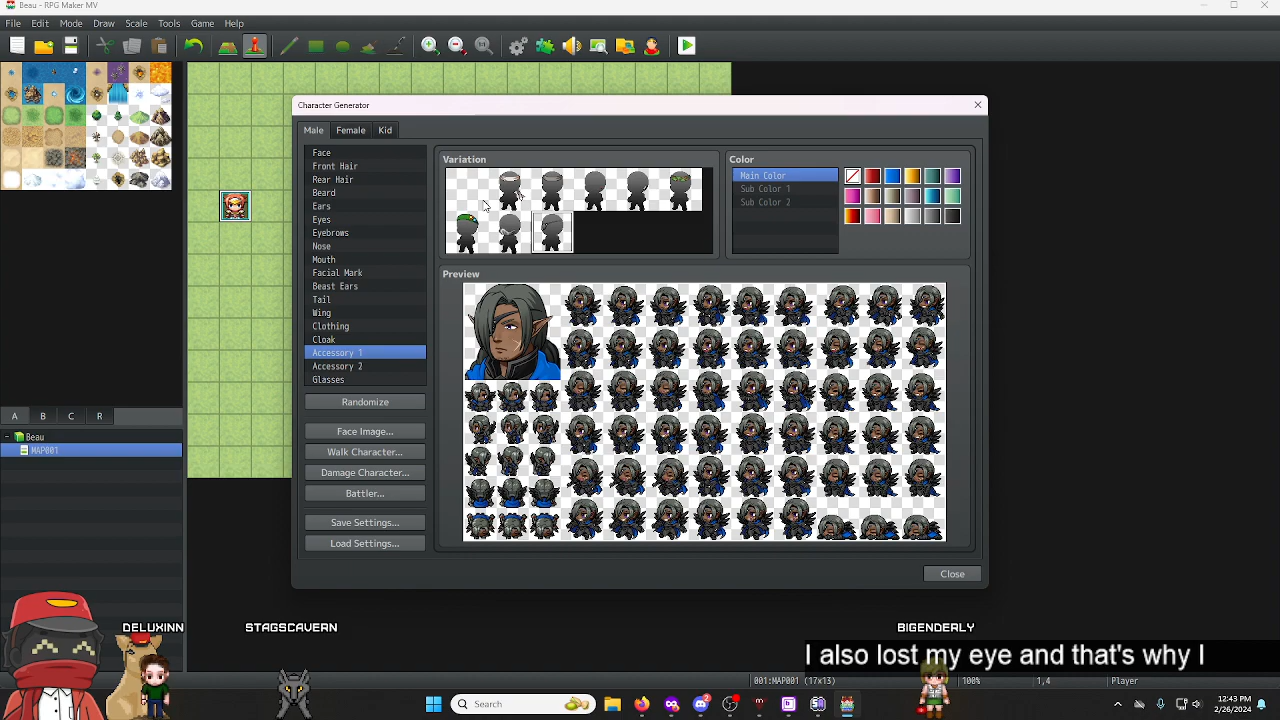 Beau - RPG Maker MV
File Edit Mode Draw Scale Tools Game Help
Character Generator
Male Female Kid
Face
Front Hair
Rear Hair
Beard
Ears
Eyes
Eyebrows
Nose
Mouth
Facial Mark
Beast Ears
Tail
Wing
Clothing
Cloak
Accessory 1
Accessory 2
Glasses
Randomize
Face Image...
Walk Character...
Damage Character...
Battler...
Save Settings...
Load Settings...
Variation
Color
Main Color
Sub Color 1
Sub Color 2
Preview
Close
A B C R
Beau
MAP001
DELUXINN
STAGSCAVERN
BIGENDERLY
I also lost my eye and that's why I
001:MAP001 (17x13) 100% 1,4 Player
Search
2
12:43 PM
2/26/2024